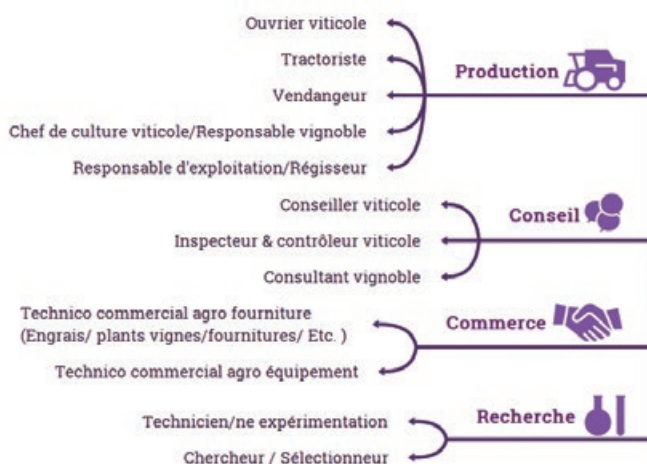 Ouvrier viticole
Tractoriste
Production
Vendangeur
Chef de culture viticole/Responsable vignoble
Responsable d'exploitation/Régisseur
Conseiller viticole
Conseil
Inspecteur & contrôleur viticole
Consultant vignoble
Technico commercial agro fourniture
(Engrais/ plants vignes/fournitures/ Etc. )
Commerce
Technico commercial agro équipement
Technicien/ne expérimentation
Recherche
Chercheur / Sélectionneur